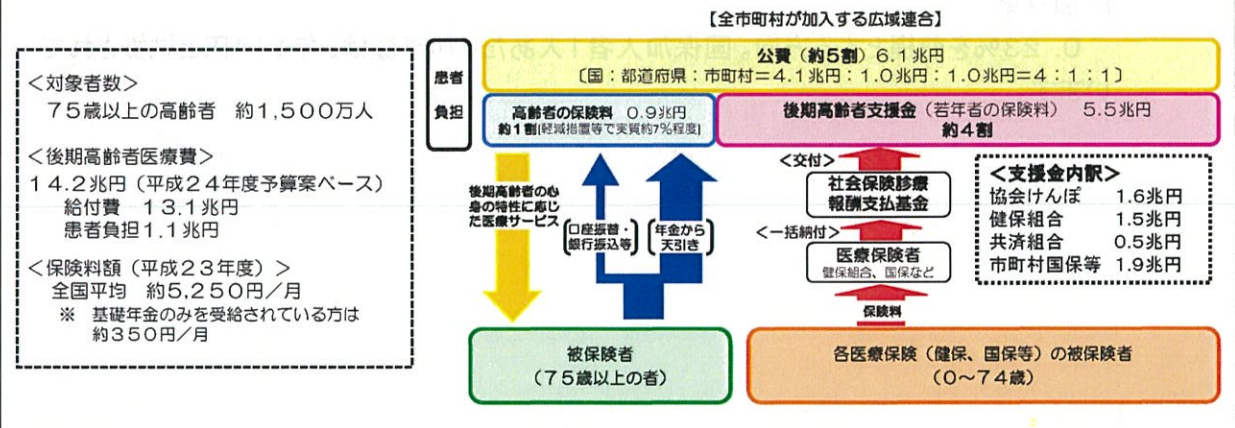 【全市町村が加入する広域連合】
<対象者数>
75歳以上の高齢者 約1,500万人
<後期高齢者医療費>
14.2兆円(平成24年度予算案ベース)
給付費 13.1兆円
患者負担1.1兆円
<保険料額(平成23年度)>
全国平均 約5,250円/月
※ 基礎年金のみを受給されている方は
約350円/月
患者
負担
公費(約5割)6.1兆円
〔国:都道府県:市町村=4.1兆円:1.0兆円:1.0兆円=4:1:1〕
高齢者の保険料 0.9兆円
約1割[軽減措置等で実質約7%程度]
後期高齢者支援金(若年者の保険料) 5.5兆円
約4割
後期高齢者の心
身の特性に応じ
た医療サービス
口座振替・
銀行振込等
年金から
天引き
<交付>
社会保険診療
報酬支払基金
<一括納付>
医療保険者
健保組合、国保など
保険料
<支援金内訳>
協会けんぽ 1.6兆円
健保組合 1.5兆円
共済組合 0.5兆円
市町村国保等 1.9兆円
被保険者
(75歳以上の者)
各医療保険(健保、国保等)の被保険者
(0~74歳)